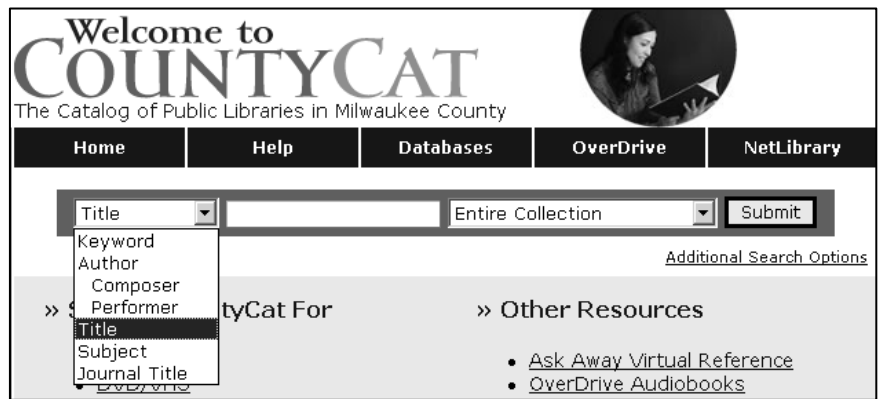 Welcome to
COUNTYCAT
The Catalog of Public Libraries in Milwaukee County
Home Help Databases OverDrive NetLibrary
Title Entire Collection Submit
Keyword
Author
Composer
Performer
Title
Subject
Journal Title
Additional Search Options
» tyCat For
» Other Resources
• Ask Away Virtual Reference
• OverDrive Audiobooks